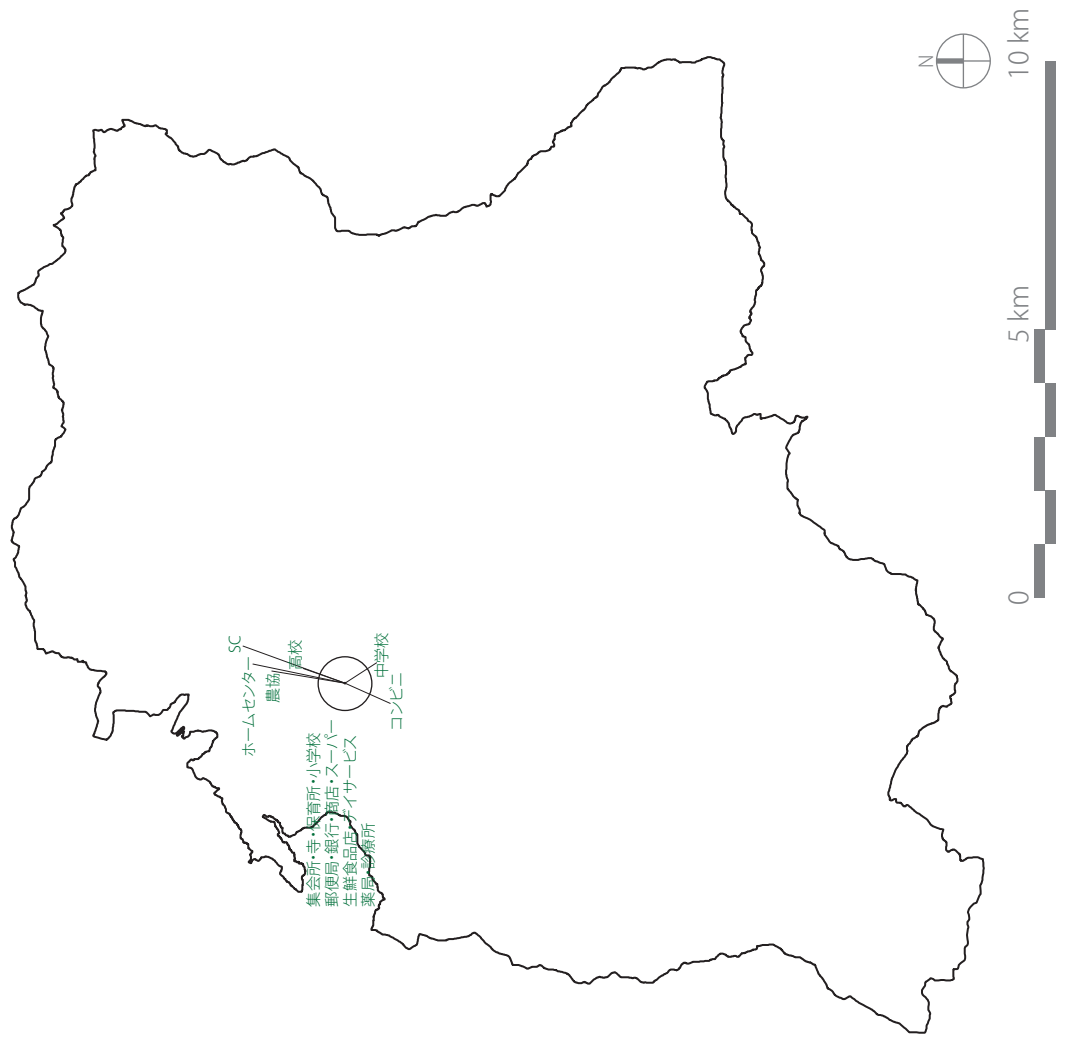 N
10 km
5 km
0
SC
ホームセンター
農協
高校
中学校
コンビニ
集会所・寺・保育所・小学校
郵便局・銀行・商店・スーパー
生鮮食品店・デイサービス
薬局・診療所